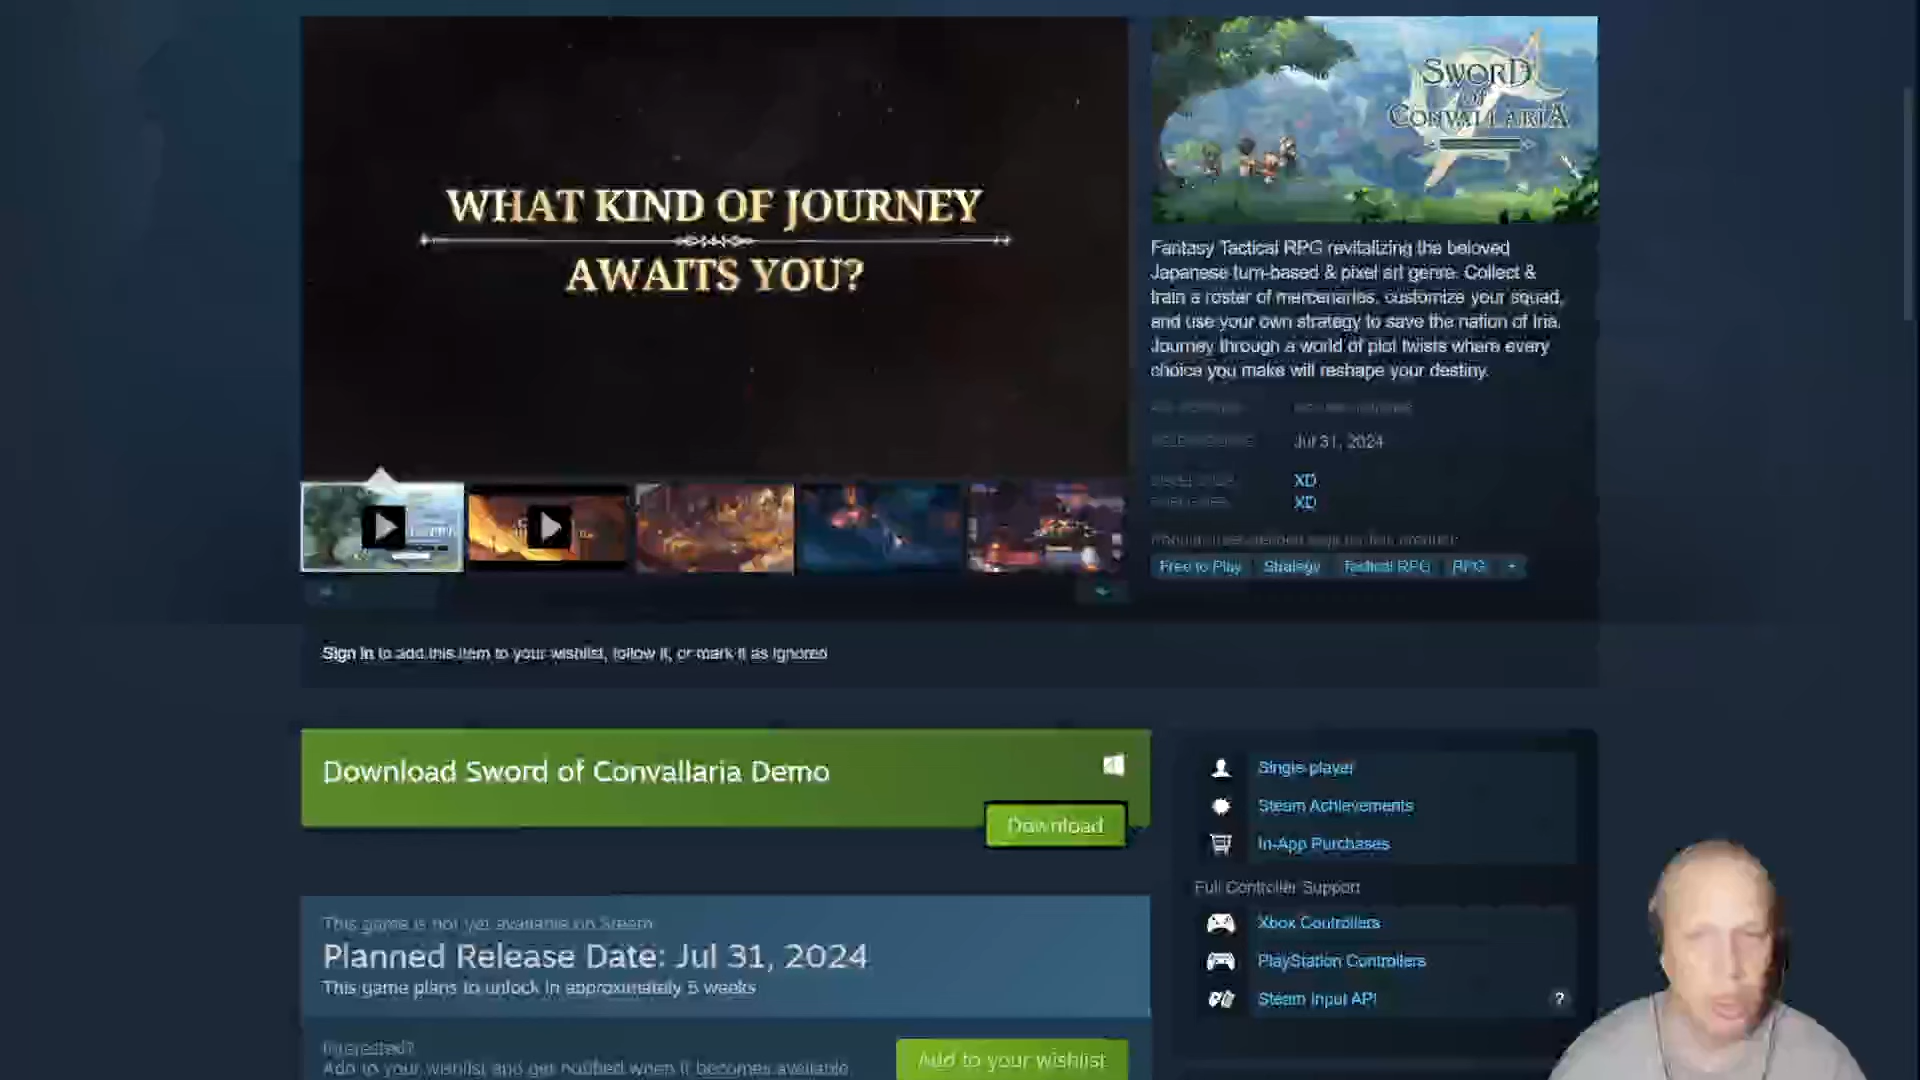 WHAT KIND OF JOURNEY
AWAITS YOU?
SWORD
of
CONVALLARIA
Fantasy Tactical RPG revitalizing the beloved
Japanese turn-based & pixel art genre. Collect &
train a roster of mercenaries, customize your squad,
and use your own strategy to save the nation of Iria.
Journey through a world of plot twists where every
choice you make will reshape your destiny.
Jul 31, 2024
XD
XD
Free to Play Strategy Tactical RPG RPG +
Sign in to add this item to your wishlist, follow it, or mark it as ignored
Download Sword of Convallaria Demo
Download
Single-player
Steam Achievements
In-App Purchases
Full Controller Support
Xbox Controllers
PlayStation Controllers
Steam Input API ?
This game is not yet available on Steam
Planned Release Date: Jul 31, 2024
This game plans to unlock in approximately 5 weeks
Interested?
Add to your wishlist and get notified when it becomes available
Add to your wishlist